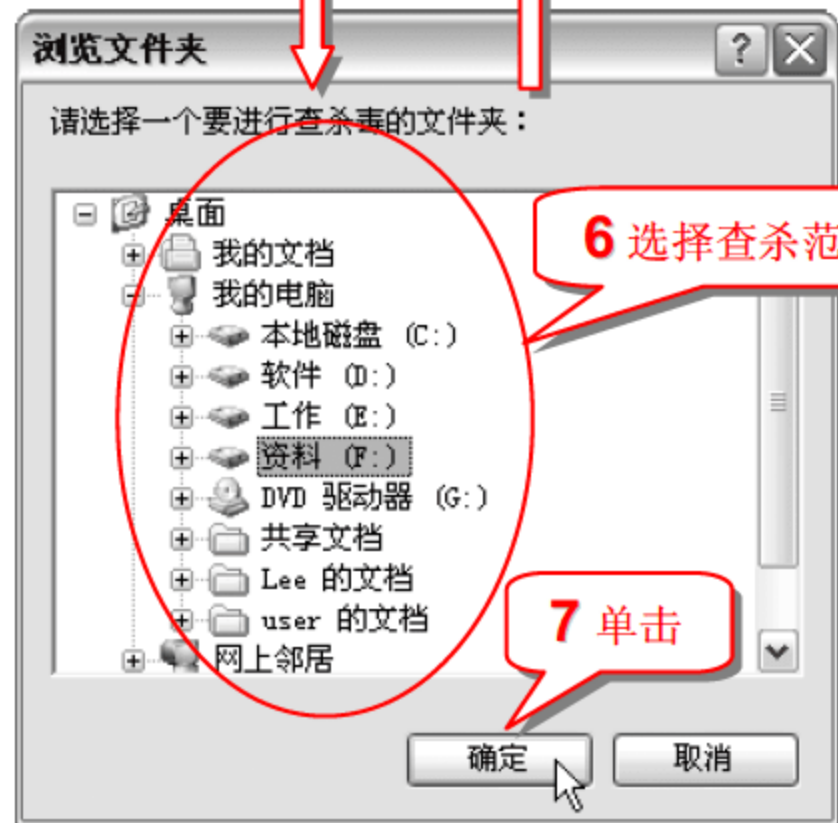 浏览文件夹
请选择一个要进行查杀毒的文件夹：
桌面
6 选择查杀范
我的文档
我的电脑
本地磁盘 (C:)
软件 (D:)
工作 (E:)
资料 (F:)
DVD 驱动器 (G:)
共享文档
Lee 的文档
user 的文档
7 单击
网上邻居
确定 取消